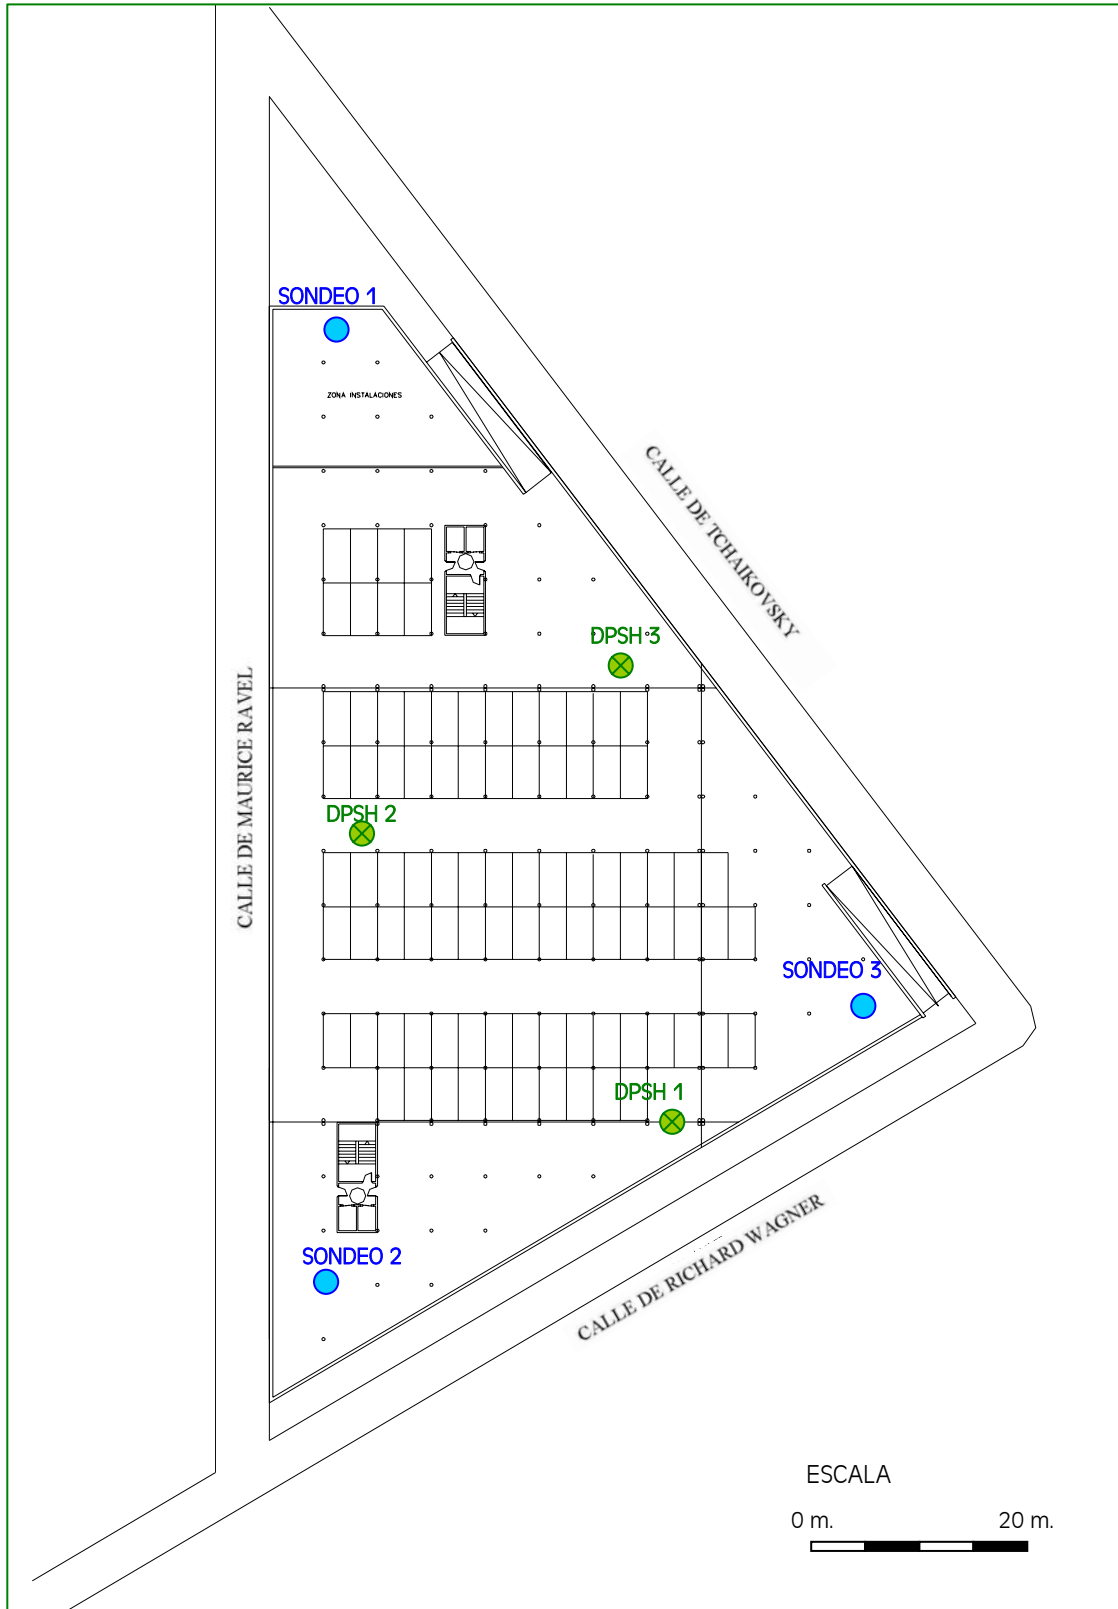 SONDEO 1
ZONA INSTALACIONES
CALLE DE TCHAIKOVSKY
DPSH 3
CALLE DE MAURICE RAVEL
DPSH 2
SONDEO 3
DPSH 1
CALLE DE RICHARD WAGNER
SONDEO 2
ESCALA
0 m. 20 m.